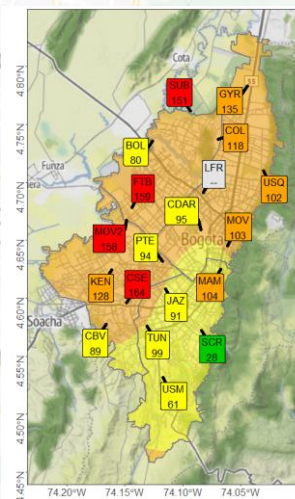 Cota
4.80°N
SUB
151
GYR
135
55
COL
118
4.75°N
BOL
80
Funza
LFR
---
FTB
159
USQ
102
4.70°N
CDAR
95
MOV
103
MOV2
158
PTE
94
Bogotá
4.65°N
KEN
128
CSE
164
MAM
104
JAZ
91
4.60°N
Soacha
CBV
89
TUN
99
SCR
28
4.55°N
USM
61
4.50°N
4.45°N
74.20°W
74.15°W
74.10°W
74.05°W